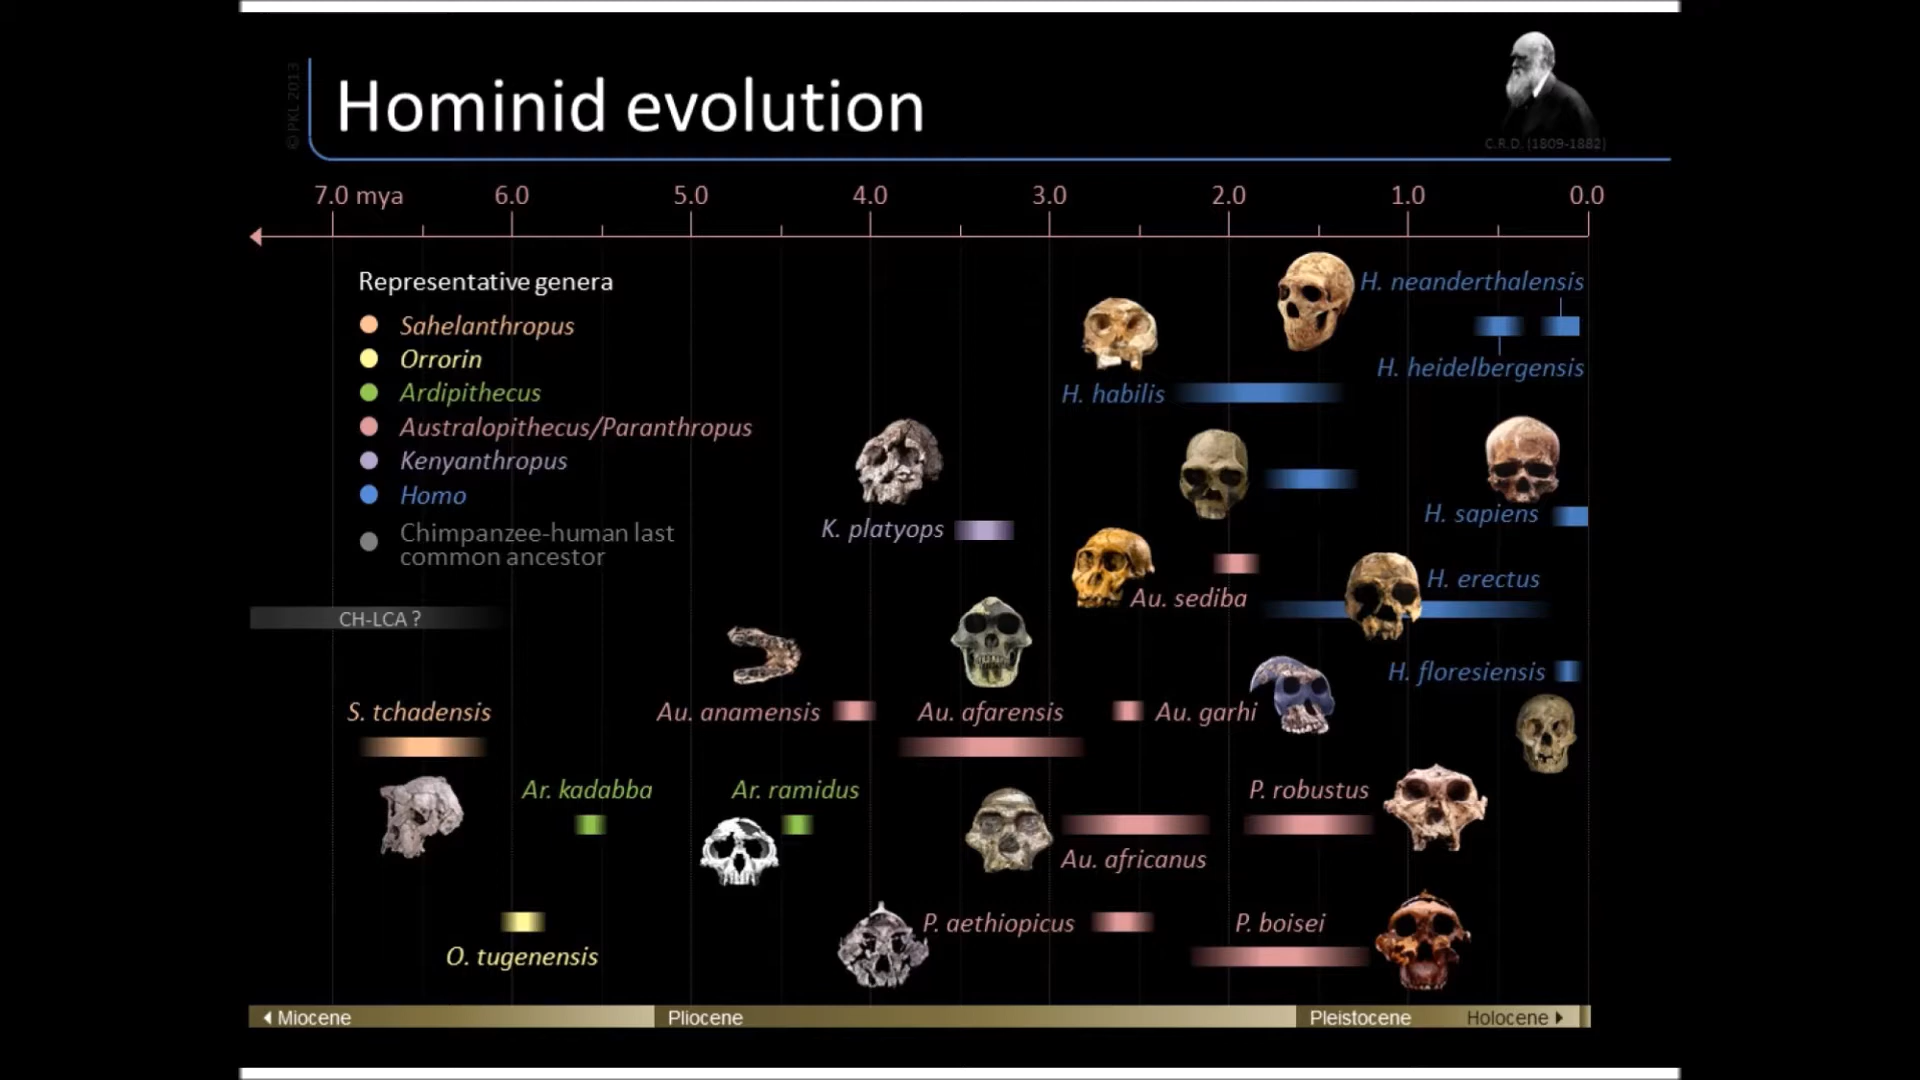 © PKL 2013
Hominid evolution
C.R.D. (1809-1882)
7.0 mya 6.0 5.0 4.0 3.0 2.0 1.0 0.0
Representative genera
Sahelanthropus
Orrorin
Ardipithecus
Australopithecus/Paranthropus
Kenyanthropus
Homo
Chimpanzee-human last
common ancestor
H. neanderthalensis
H. heidelbergensis
H. habilis
K. platyops
H. sapiens
H. erectus
Au. sediba
CH-LCA ?
H. floresiensis
S. tchadensis
Au. anamensis
Au. afarensis
Au. garhi
Ar. kadabba
Ar. ramidus
P. robustus
Au. africanus
P. aethiopicus
P. boisei
O. tugenensis
Miocene
Pliocene
Pleistocene
Holocene